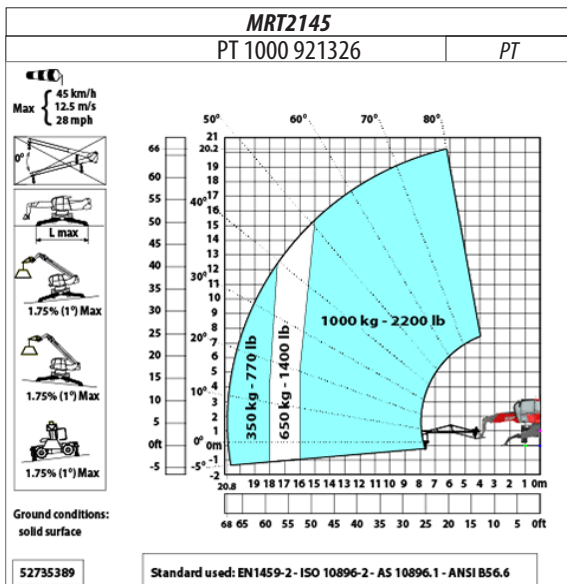 MRT2145
PT 1000 921326 PT
Max { 45 km/h
12.5 m/s
28 mph
0°
L max
1.75% (1°) Max
1.75% (1°) Max
1.75% (1°) Max
Ground conditions:
solid surface
52735389
50° 60° 70° 80°
40°
30°
20°
10°
0°
-5°
66
60
55
50
45
40
35
30
25
20
15
10
5
0ft
-5
21
20.2
19
18
17
16
15
14
13
12
11
10
9
8
7
6
5
4
3
2
1
0m
-1
-2
350 kg - 770 lb
650 kg - 1400 lb
1000 kg - 2200 lb
20.8 19 18 17 16 15 14 13 12 11 10 9 8 7 6 5 4 3 2 1 0m
68 65 60 55 50 45 40 35 30 25 20 15 10 5 0ft
Standard used: EN1459-2 - ISO 10896-2 - AS 10896.1 - ANSI B56.6